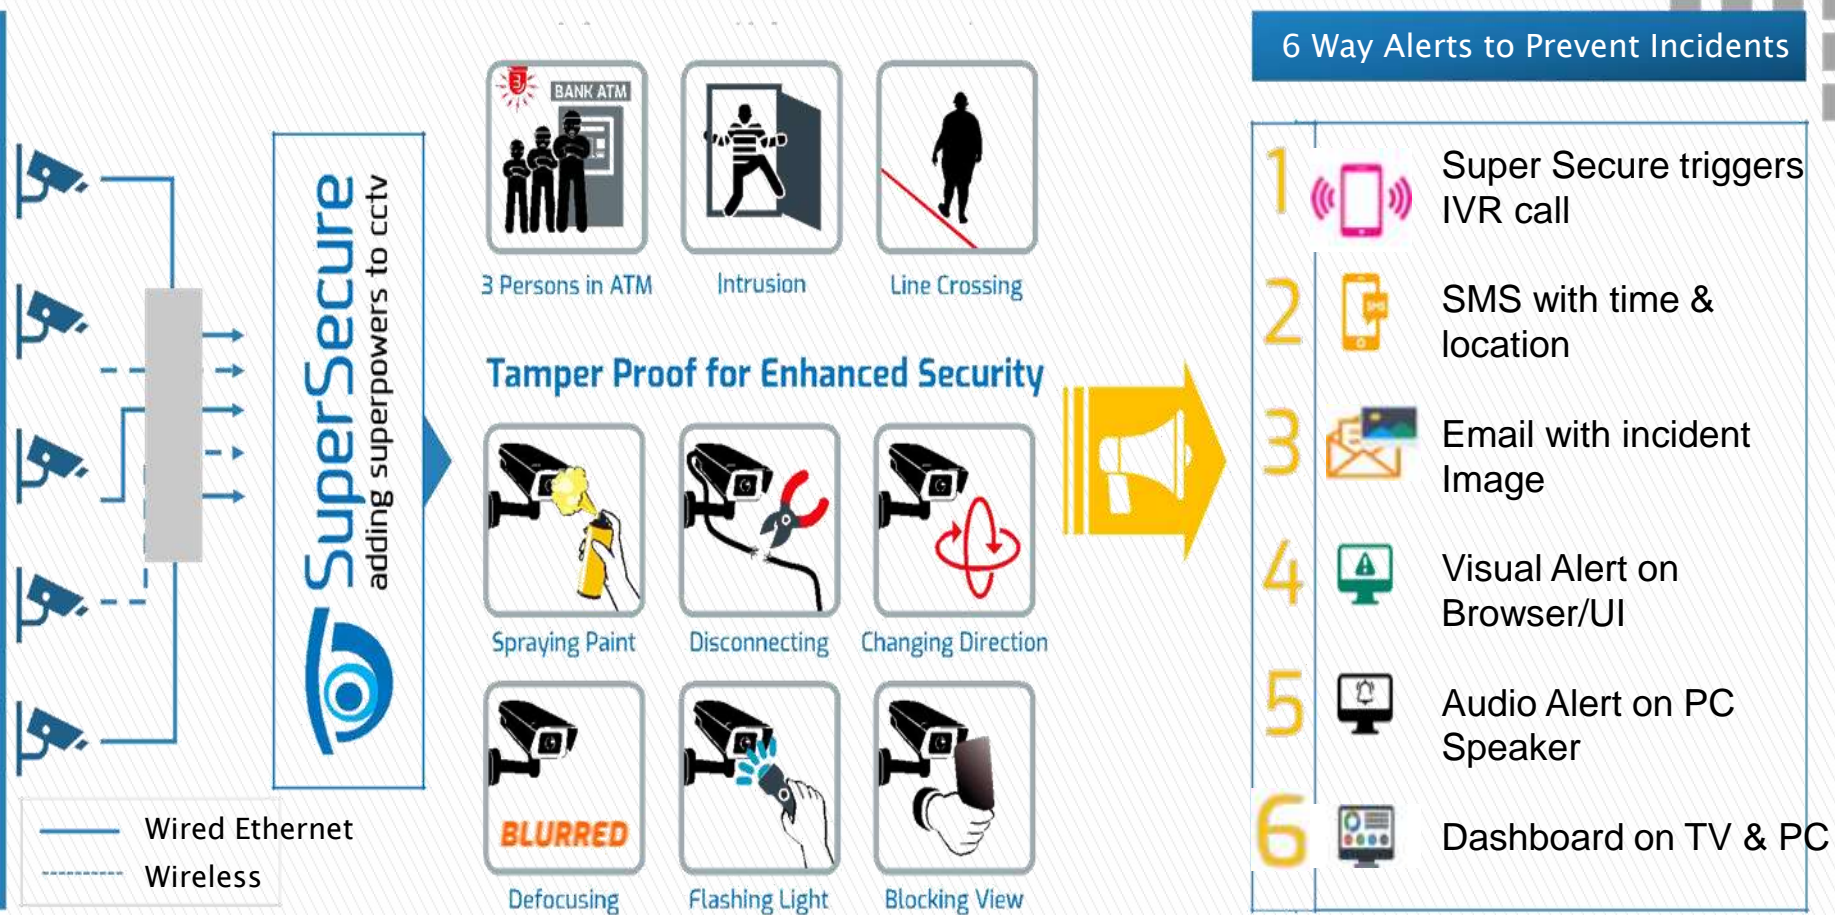 SuperSecure
adding superpowers to cctv
Wired Ethernet
Wireless
BANK ATM
3 Persons in ATM
Intrusion
Line Crossing
Tamper Proof for Enhanced Security
Spraying Paint
Disconnecting
Changing Direction
BLURRED
Defocusing
Flashing Light
Blocking View
6 Way Alerts to Prevent Incidents
1
Super Secure triggers
IVR call
2
SMS
SMS with time &
location
3
Email with incident
Image
4
Visual Alert on
Browser/UI
5
Audio Alert on PC
Speaker
6
Dashboard on TV & PC